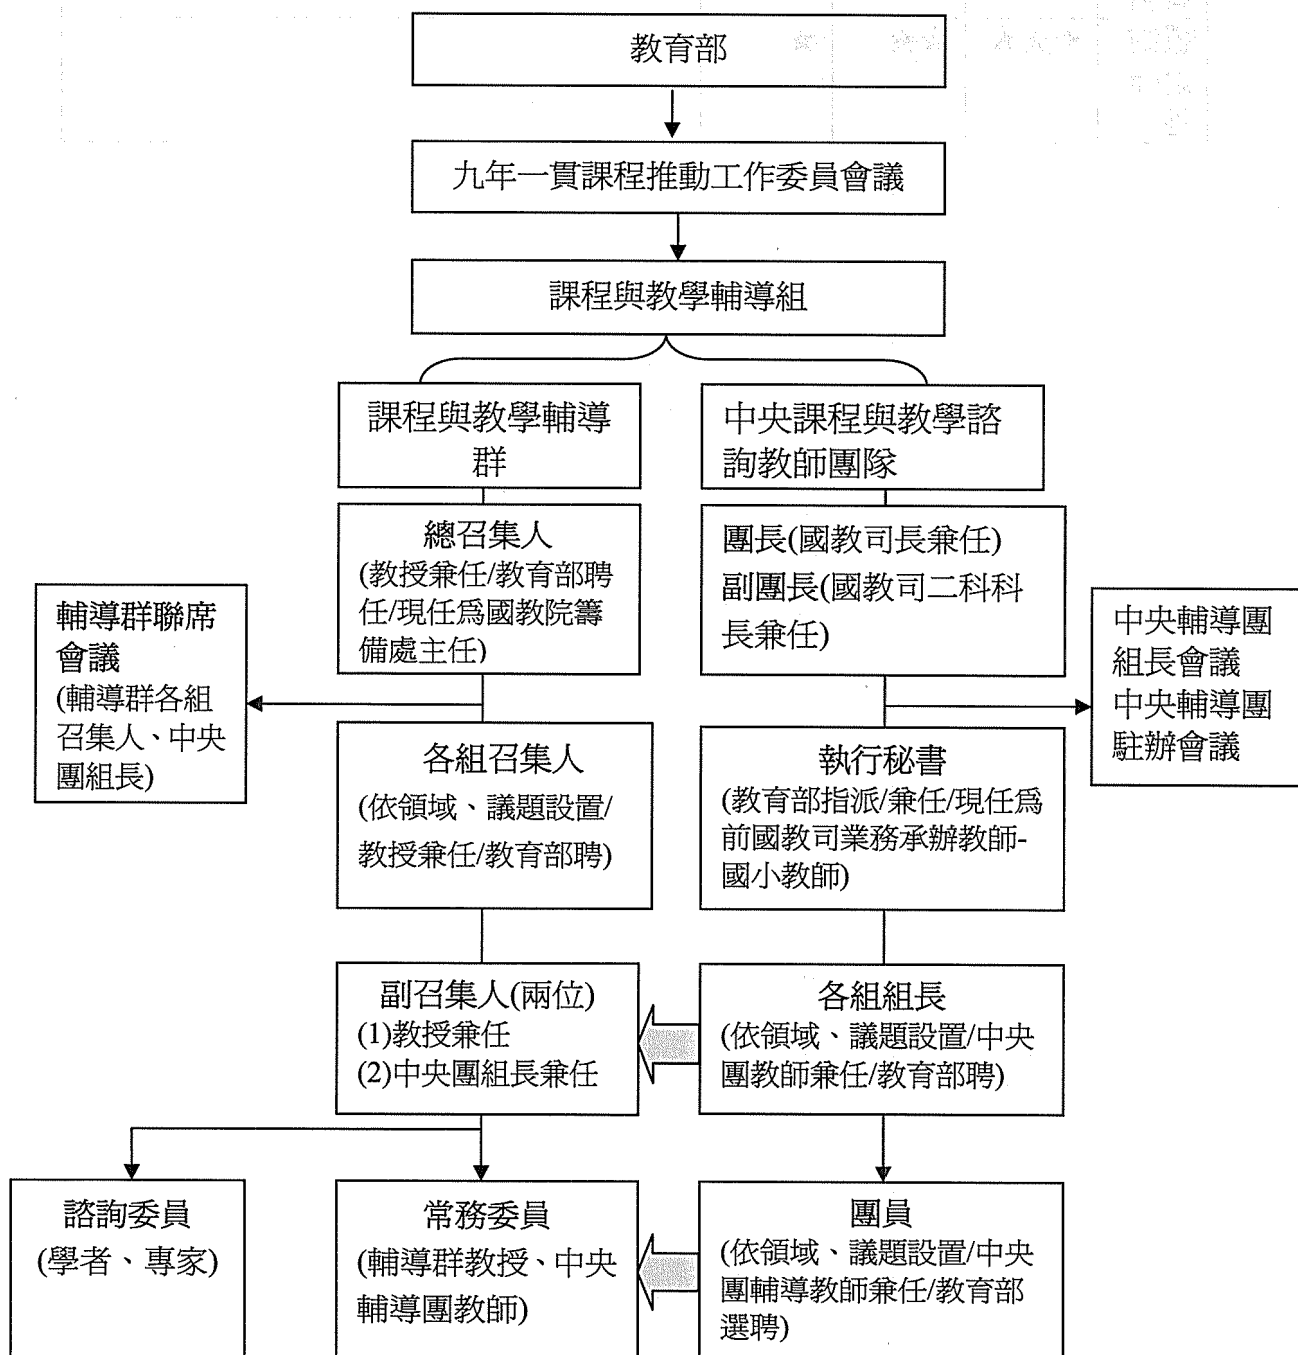 教育部
九年一貫課程推動工作委員會議
課程與教學輔導組
課程與教學輔導
群
中央課程與教學諮
詢教師團隊
總召集人
(教授兼任/教育部聘
任/現任為國教院籌
備處主任)
團長(國教司長兼任)
副團長(國教司二科科
長兼任)
輔導群聯席
會議
(輔導群各組
召集人、中央
團組長)
中央輔導團
組長會議
中央輔導團
駐辦會議
各組召集人
(依領域、議題設置/
教授兼任/教育部聘)
執行秘書
(教育部指派/兼任/現任為
前國教司業務承辦教師-
國小教師)
副召集人(兩位)
(1)教授兼任
(2)中央團組長兼任
各組組長
(依領域、議題設置/中央
團教師兼任/教育部聘)
諮詢委員
(學者、專家)
常務委員
(輔導群教授、中央
輔導團教師)
團員
(依領域、議題設置/中央
團輔導教師兼任/教育部
選聘)